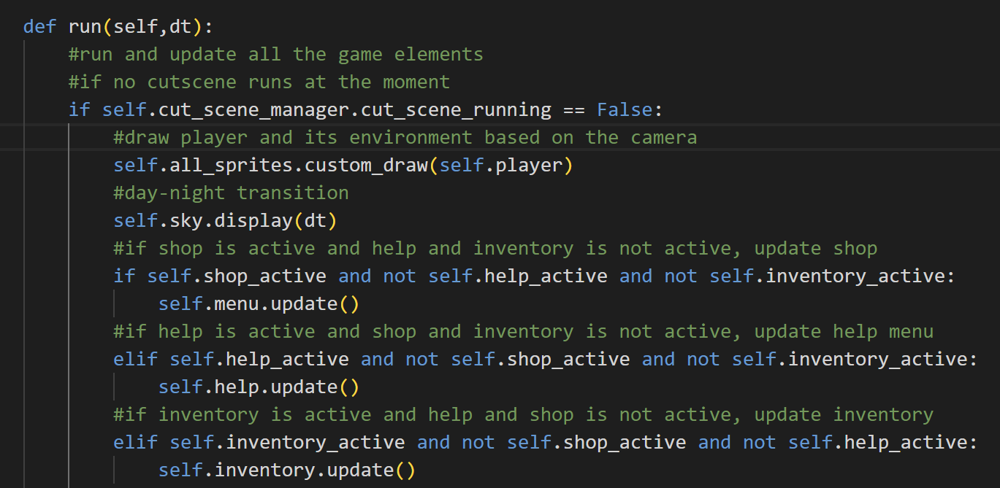 def run(self,dt):
#run and update all the game elements
#if no cutscene runs at the moment
if self.cut_scene_manager.cut_scene_running == False:
#draw player and its environment based on the camera
self.all_sprites.custom_draw(self.player)
#day-night transition
self.sky.display(dt)
#if shop is active and help and inventory is not active, update shop
if self.shop_active and not self.help_active and not self.inventory_active:
self.menu.update()
#if help is active and shop and inventory is not active, update help menu
elif self.help_active and not self.shop_active and not self.inventory_active:
self.help.update()
#if inventory is active and help and shop is not active, update inventory
elif self.inventory_active and not self.shop_active and not self.help_active:
self.inventory.update()